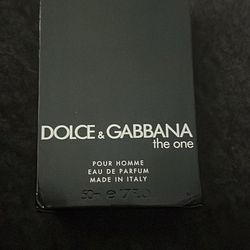 DOLCE & GABBANA
the one
POUR HOMME
EAU DE PARFUM
MADE IN ITALY